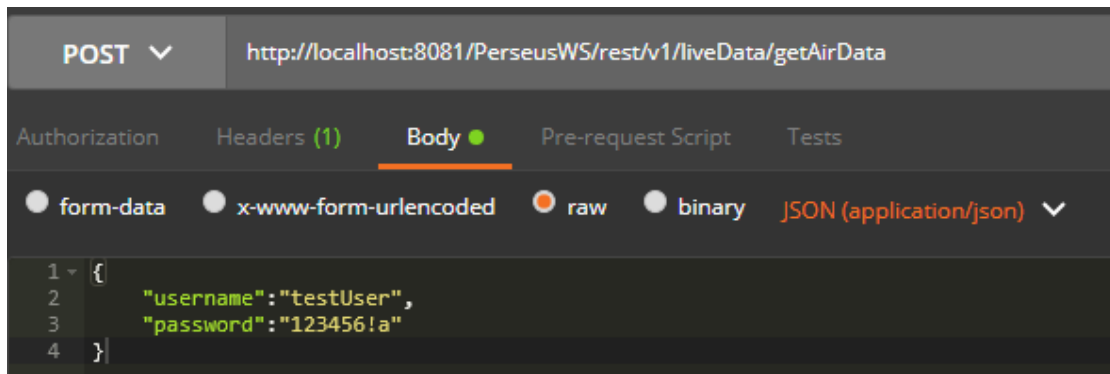 POST http://localhost:8081/PerseusWS/rest/v1/liveData/getAirData
Authorization Headers (1) Body Pre-request Script Tests
form-data x-www-form-urlencoded raw binary JSON (application/json)
1 {
2 "username":"testUser",
3 "password":"123456!a"
4 }